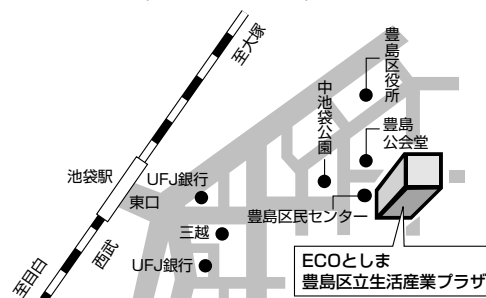 至大塚
豊島区役所
中池袋公園
豊島
公会堂
池袋駅
UFJ銀行
東口
豊島区民センター
三越
西武
UFJ銀行
至目白
ECOとしま
豊島区立生活産業プラザ